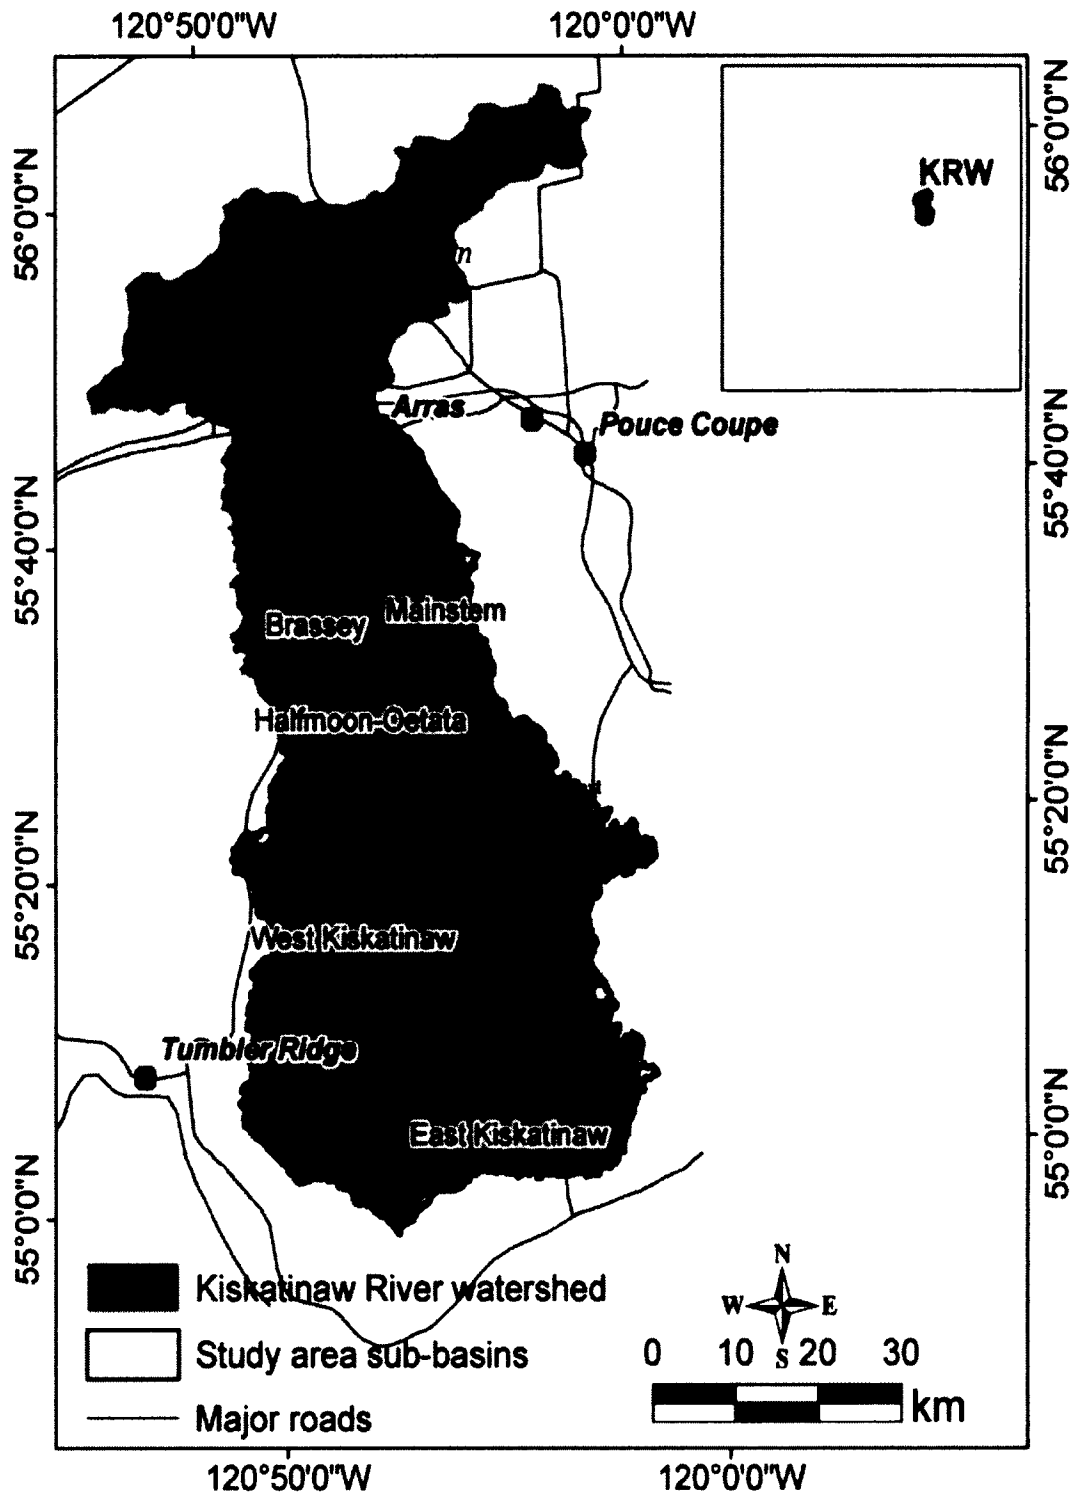 120°50'0"W 120°0'0"W
56°0'0"N
56°0'0"N
KRW
m
Arras
Pouce Coupe
55°40'0"N
55°40'0"N
Mainstem
Brassey
Halfmoon-Oetata
55°20'0"N
55°20'0"N
West Kiskatinaw
Tumbler Ridge
East Kiskatinaw
55°0'0"N
55°0'0"N
Kiskatinaw River watershed
Study area sub-basins
Major roads
N
W E
S
0 10 20 30
km
120°50'0"W 120°0'0"W